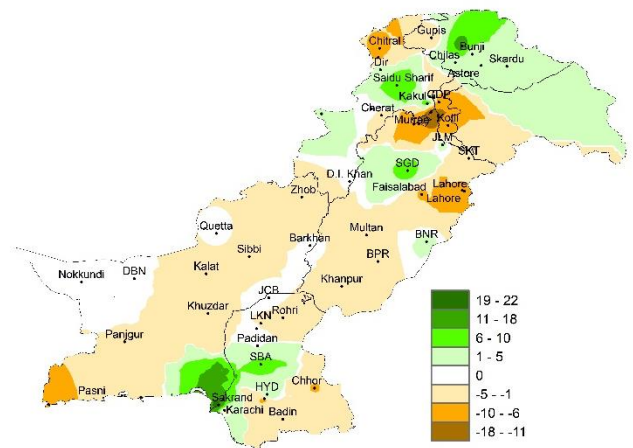 Gupis
Chitral
Bunji
Chilas
Skardu
Dir
Astore
Saidu Sharif
Kakul
Cherat
Murree
Kotli
JLM
SKT
SGD
D.I. Khan
Faisalabad
Lahore
Lahore
Zhob
Quetta
Multan
BNR
Barkhan
Sibbi
BPR
Nokkundi
DBN
Kalat
Khanpur
JCB
Khuzdar
LKN
Rohri
Panjgur
Padidan
SBA
Pasni
HYD
Chhor
Sakrand
Karachi
Badin
19 - 22
11 - 18
6 - 10
1 - 5
0
-5 - -1
-10 - -6
-18 - -11